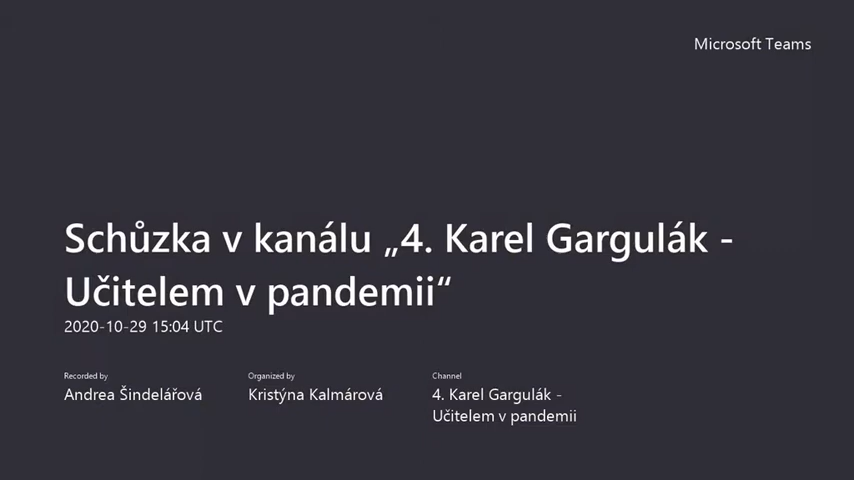 Microsoft Teams
Schůzka v kanálu „4. Karel Gargulák -
Učitelem v pandemii“
2020-10-29 15:04 UTC
Recorded by
Andrea Šindelářová
Organized by
Kristýna Kalmárová
Channel
4. Karel Gargulák -
Učitelem v pandemii